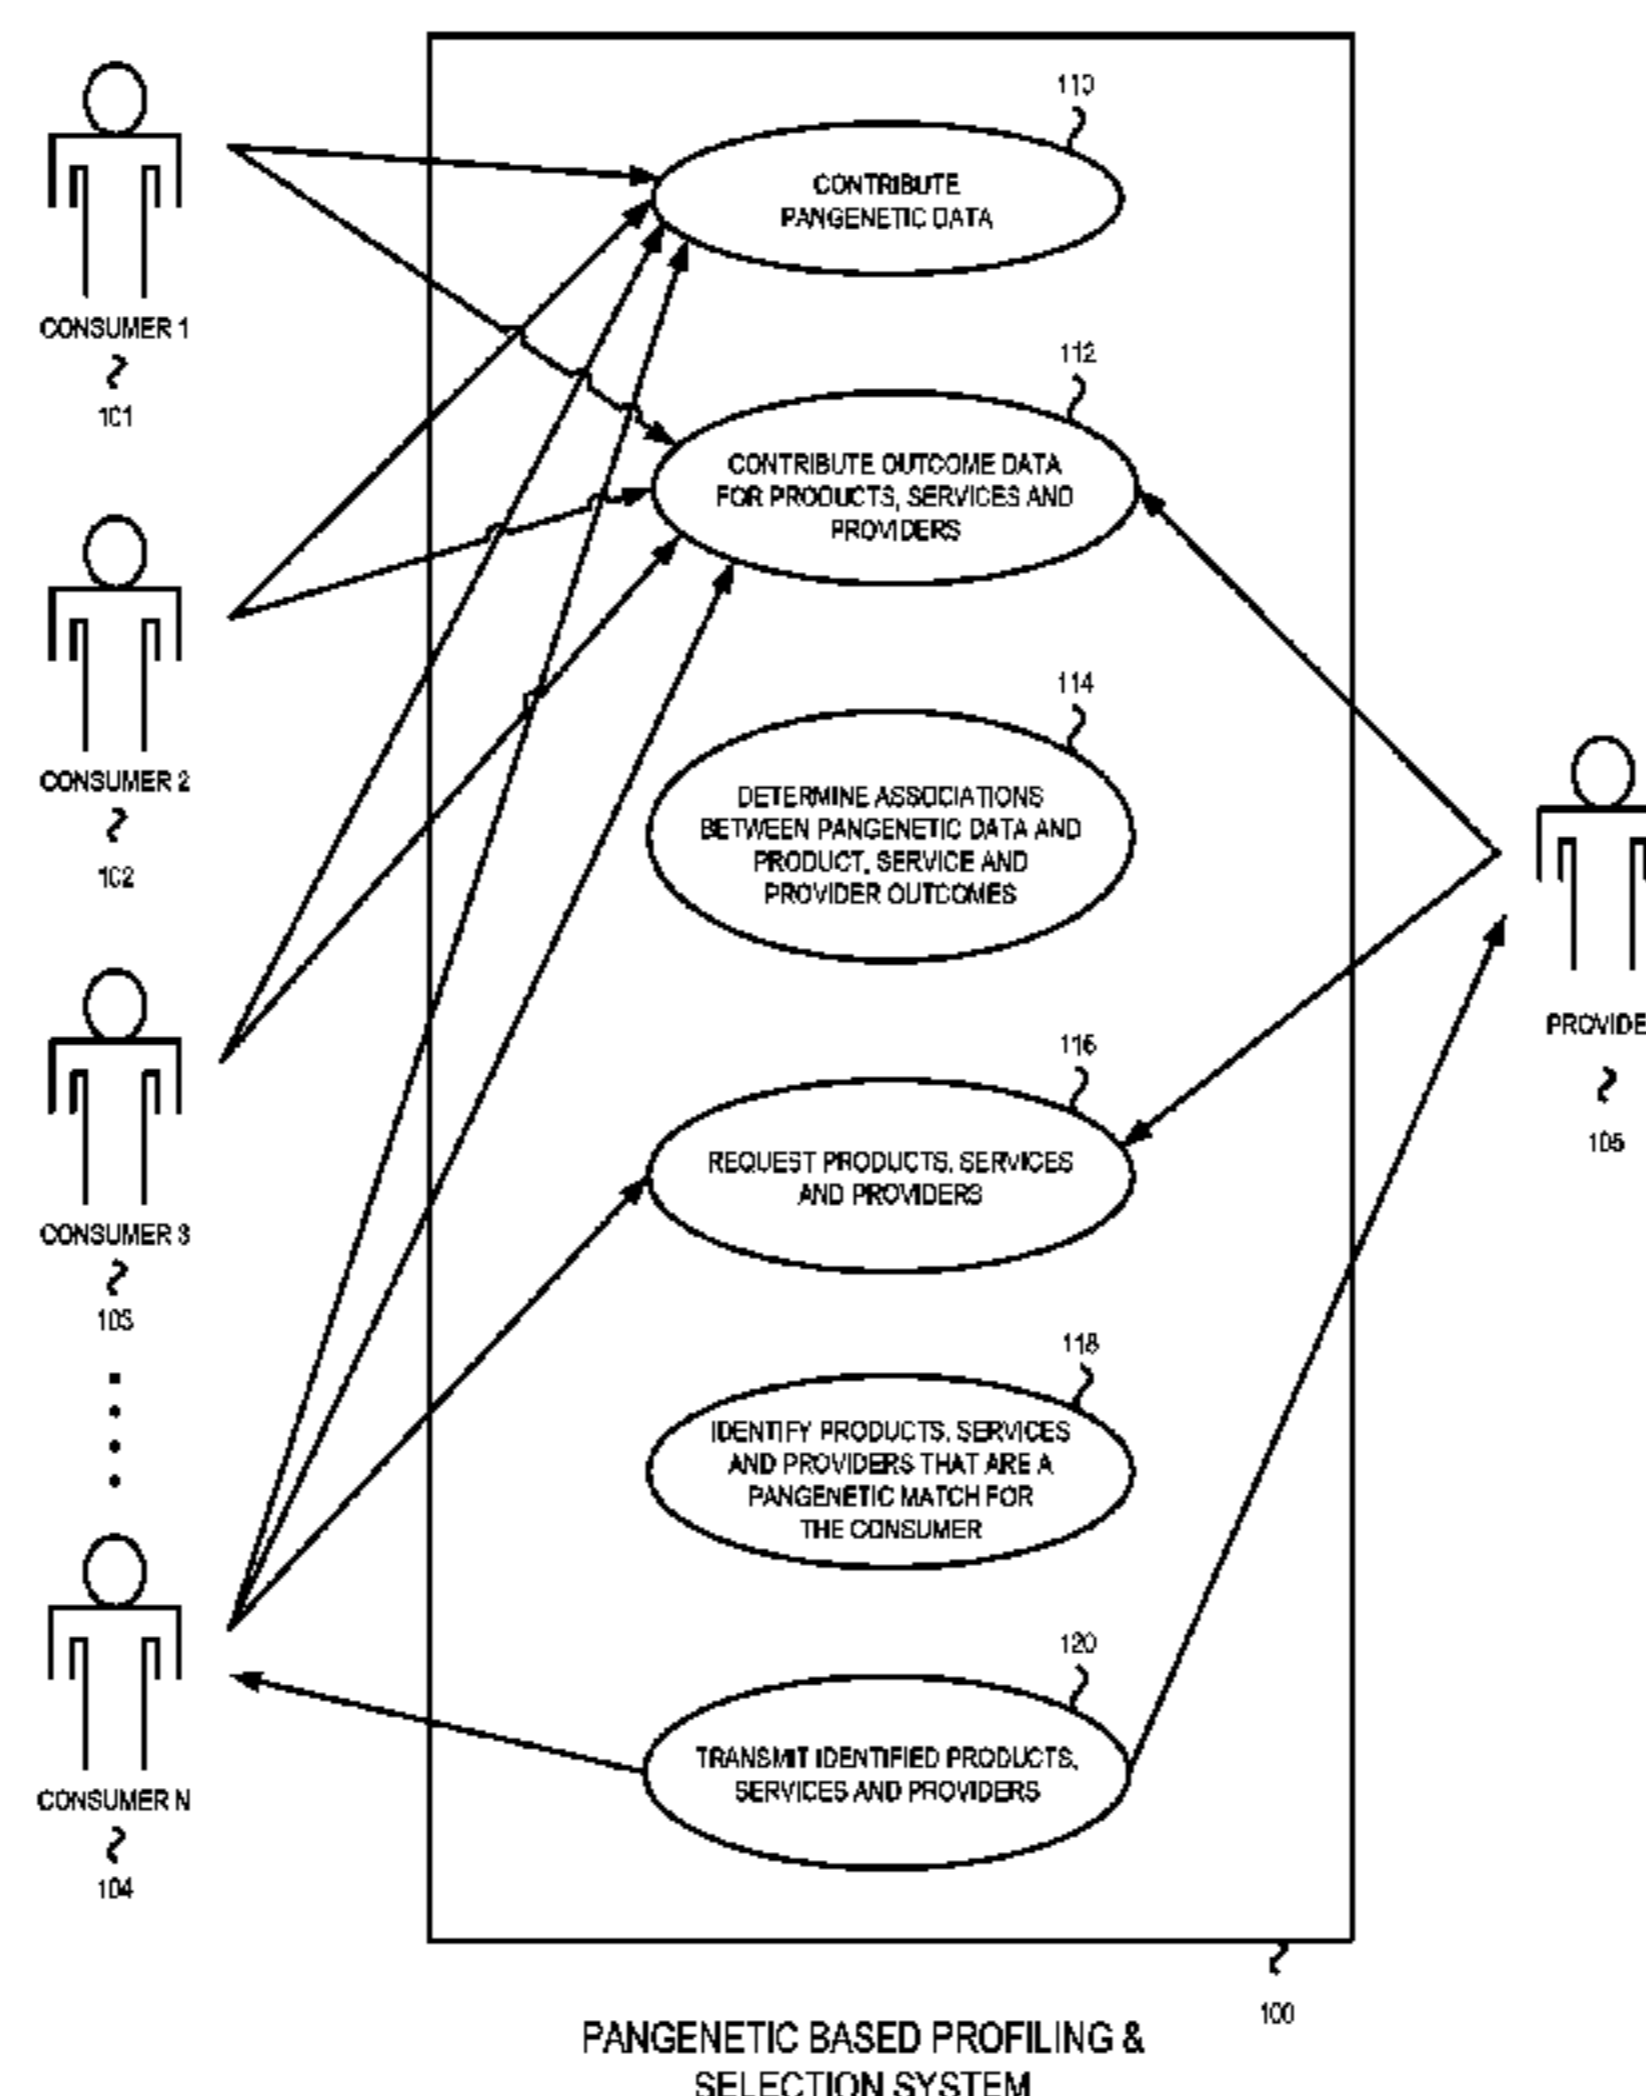 110
CONTRIBUTE
PANGENETIC DATA
CONSUMER 1
101
112
CONTRIBUTE OUTCOME DATA
FOR PRODUCTS, SERVICES AND
PROVIDERS
CONSUMER 2
102
114
DETERMINE ASSOCIATIONS
BETWEEN PANGENETIC DATA AND
PRODUCT, SERVICE AND
PROVIDER OUTCOMES
PROVIDE
105
116
REQUEST PRODUCTS, SERVICES
AND PROVIDERS
CONSUMER 3
103
118
IDENTIFY PRODUCTS, SERVICES
AND PROVIDERS THAT ARE A
PANGENETIC MATCH FOR
THE CONSUMER
120
TRANSMIT IDENTIFIED PRODUCTS,
SERVICES AND PROVIDERS
CONSUMER N
104
100
PANGENETIC BASED PROFILING &
SELECTION SYSTEM